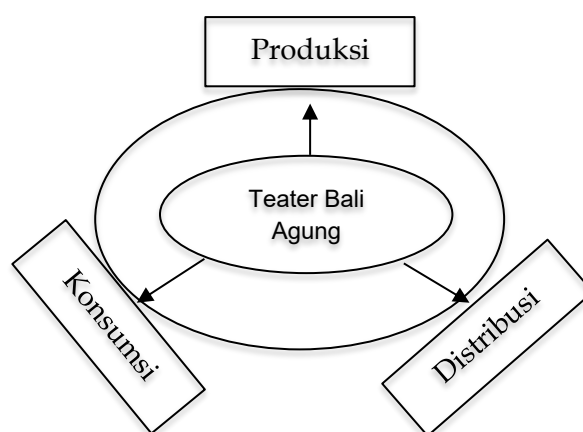 Produksi
Teater Bali
Agung
Konsumsi
Distribusi